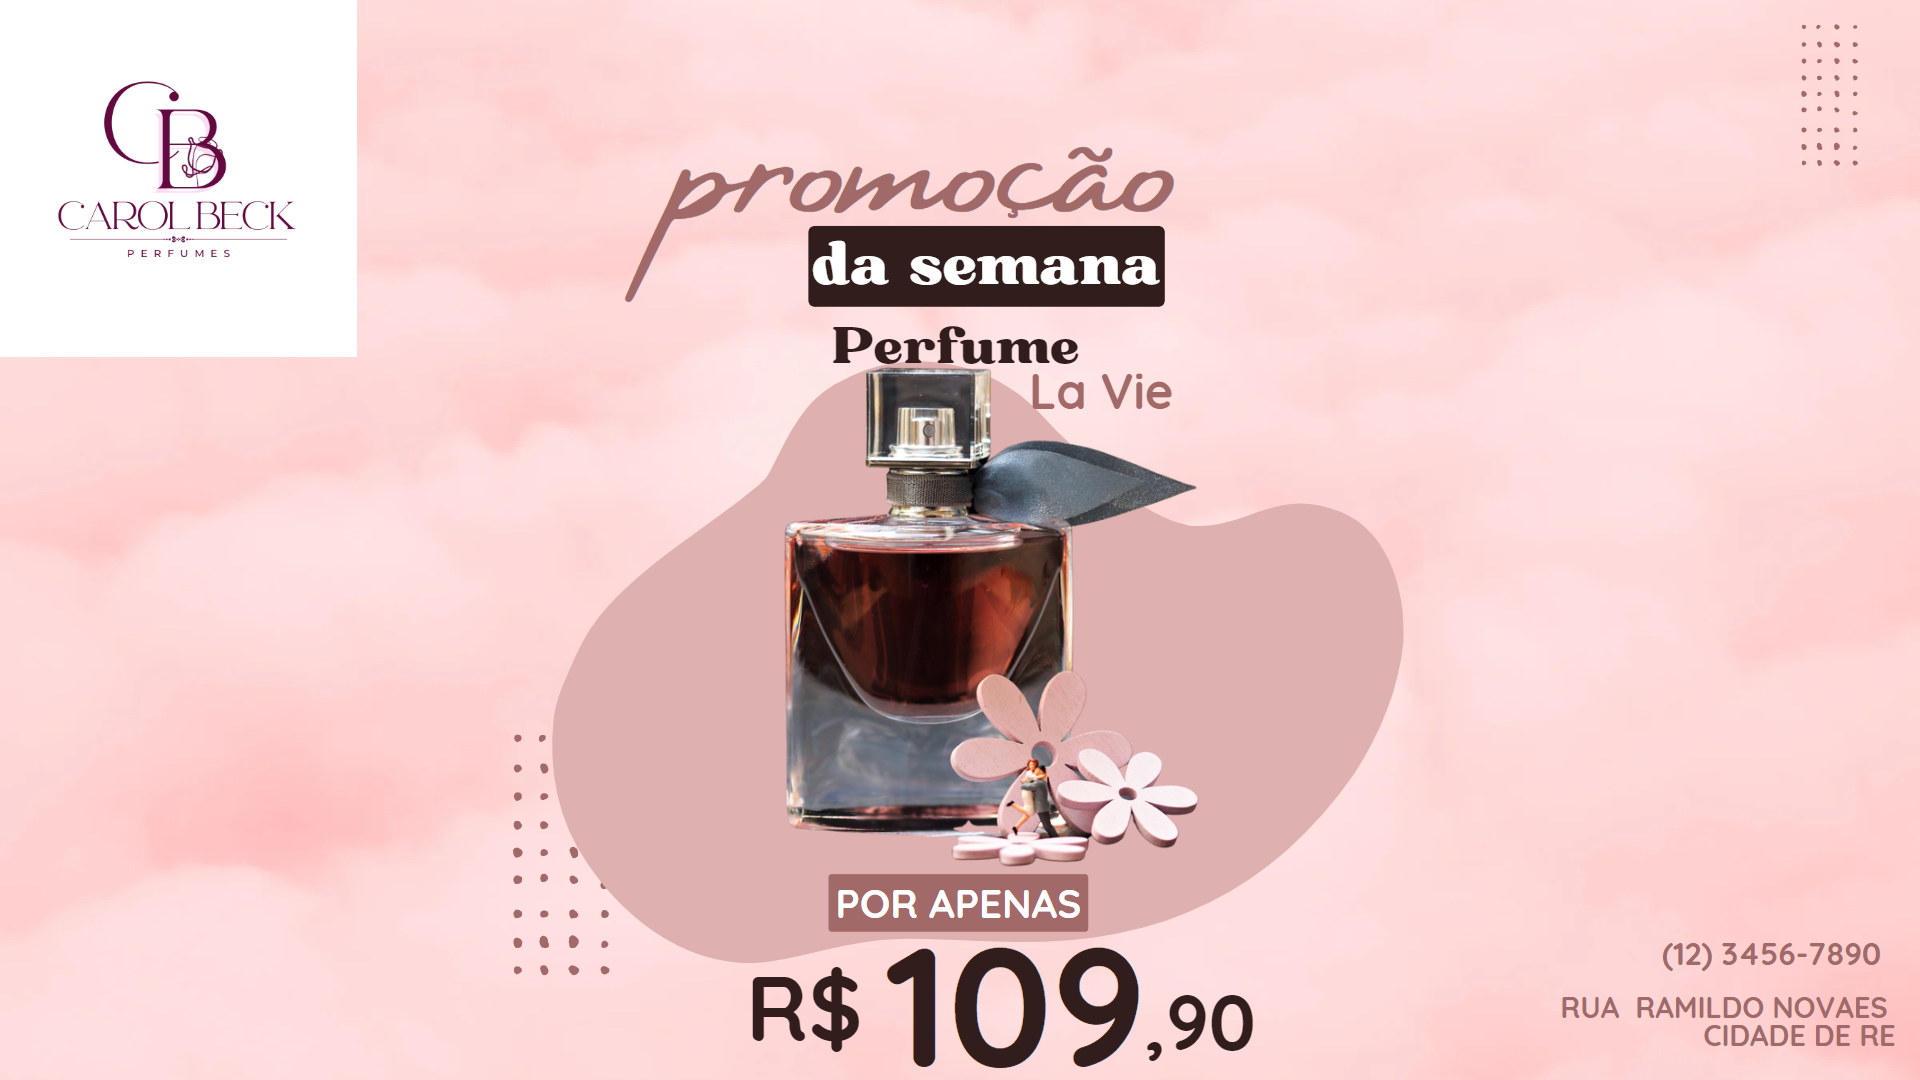 CB
CAROL BECK
PERFUMES
promoção
da semana
Perfume
La Vie
POR APENAS
R$ 109,90
(12) 3456-7890
RUA RAMILDO NOVAES
CIDADE DE RE